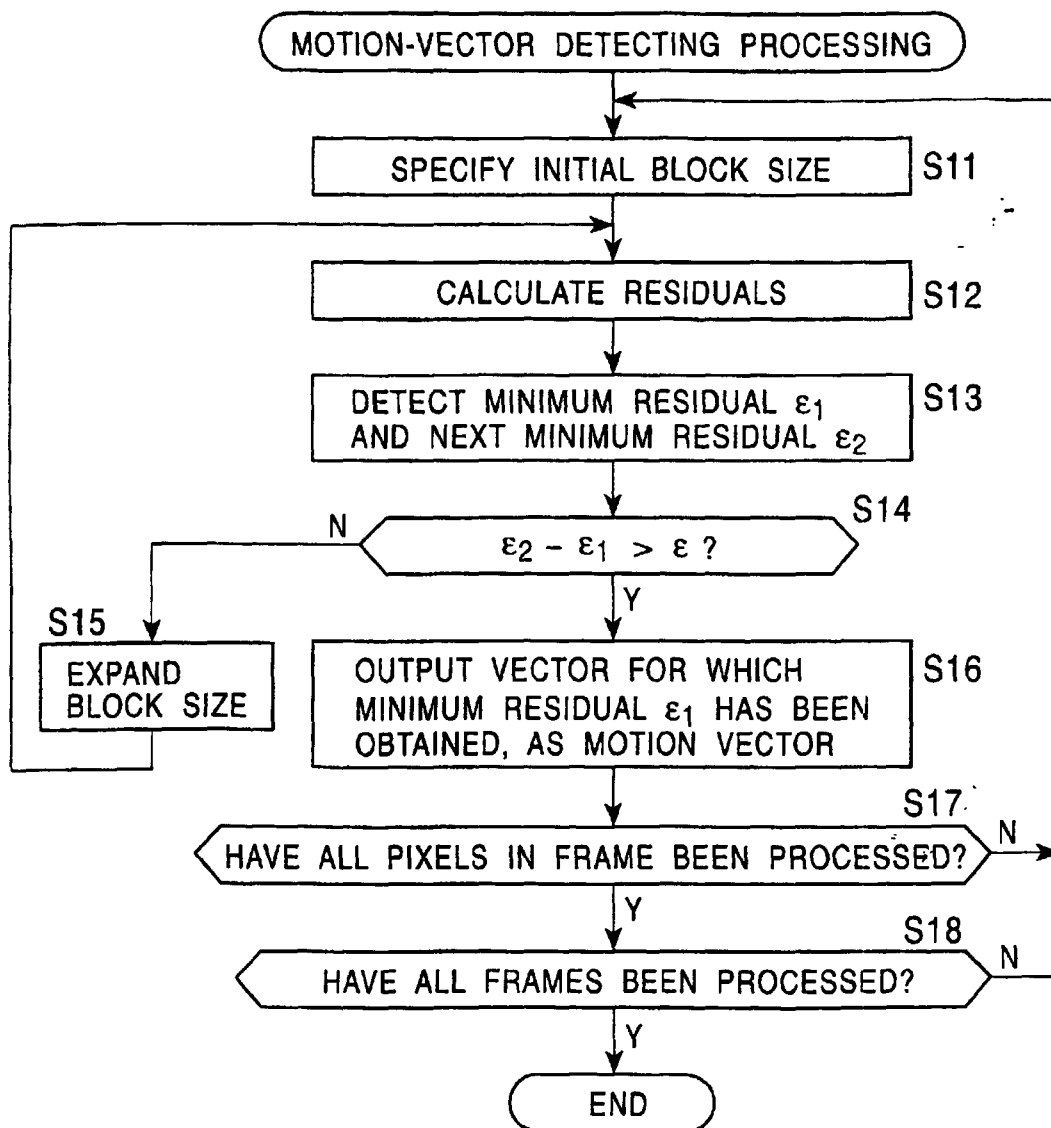 MOTION-VECTOR DETECTING PROCESSING
SPECIFY INITIAL BLOCK SIZE
S11
CALCULATE RESIDUALS
S12
DETECT MINIMUM RESIDUAL ε1
AND NEXT MINIMUM RESIDUAL ε2
S13
S14
N
ε2 – ε1 > ε ?
Y
S15
EXPAND
BLOCK SIZE
OUTPUT VECTOR FOR WHICH
MINIMUM RESIDUAL ε1 HAS BEEN
OBTAINED, AS MOTION VECTOR
S16
S17
HAVE ALL PIXELS IN FRAME BEEN PROCESSED?
N
Y
S18
HAVE ALL FRAMES BEEN PROCESSED?
N
Y
END